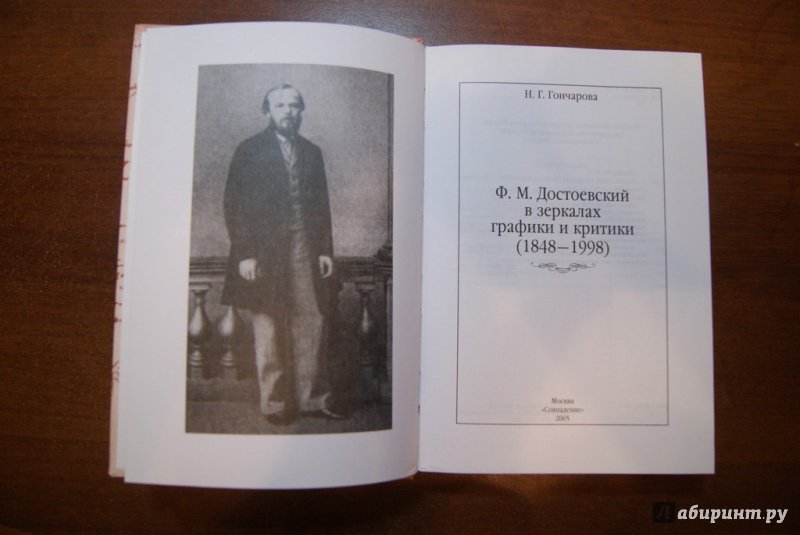 Н. Г. Гончарова
Ф. М. Достоевский
в зеркалах
графики и критики
(1848—1998)
Москва
«Совпадение»
2005
Лабиринт.ру